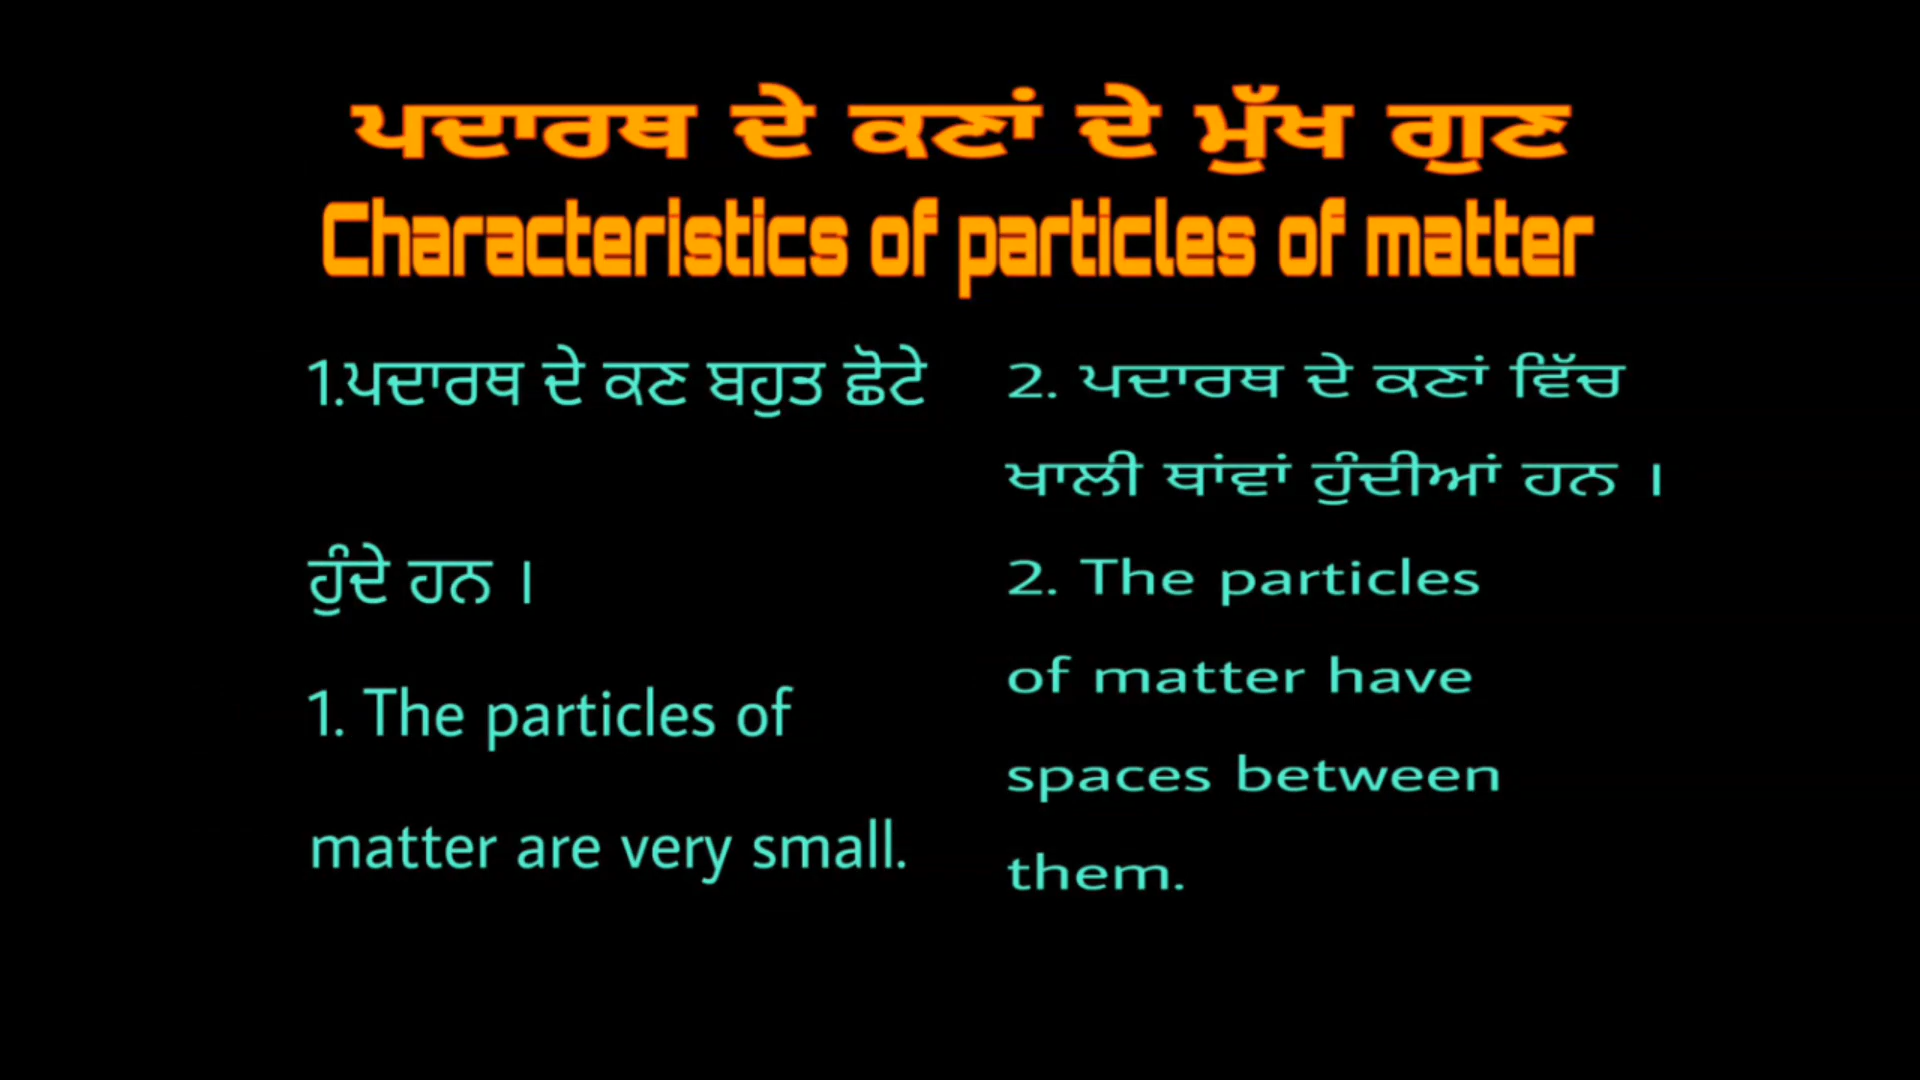 ਪਦਾਰਥ ਦੇ ਕਣਾਂ ਦੇ ਮੁੱਖ ਗੁਣ
Characteristics of particles of matter
1.ਪਦਾਰਥ ਦੇ ਕਣ ਬਹੁਤ ਛੋਟੇ
ਹੁੰਦੇ ਹਨ ।
1. The particles of
matter are very small.
2. ਪਦਾਰਥ ਦੇ ਕਣਾਂ ਵਿੱਚ
ਖਾਲੀ ਥਾਂਵਾਂ ਹੁੰਦੀਆਂ ਹਨ ।
2. The particles
of matter have
spaces between
them.